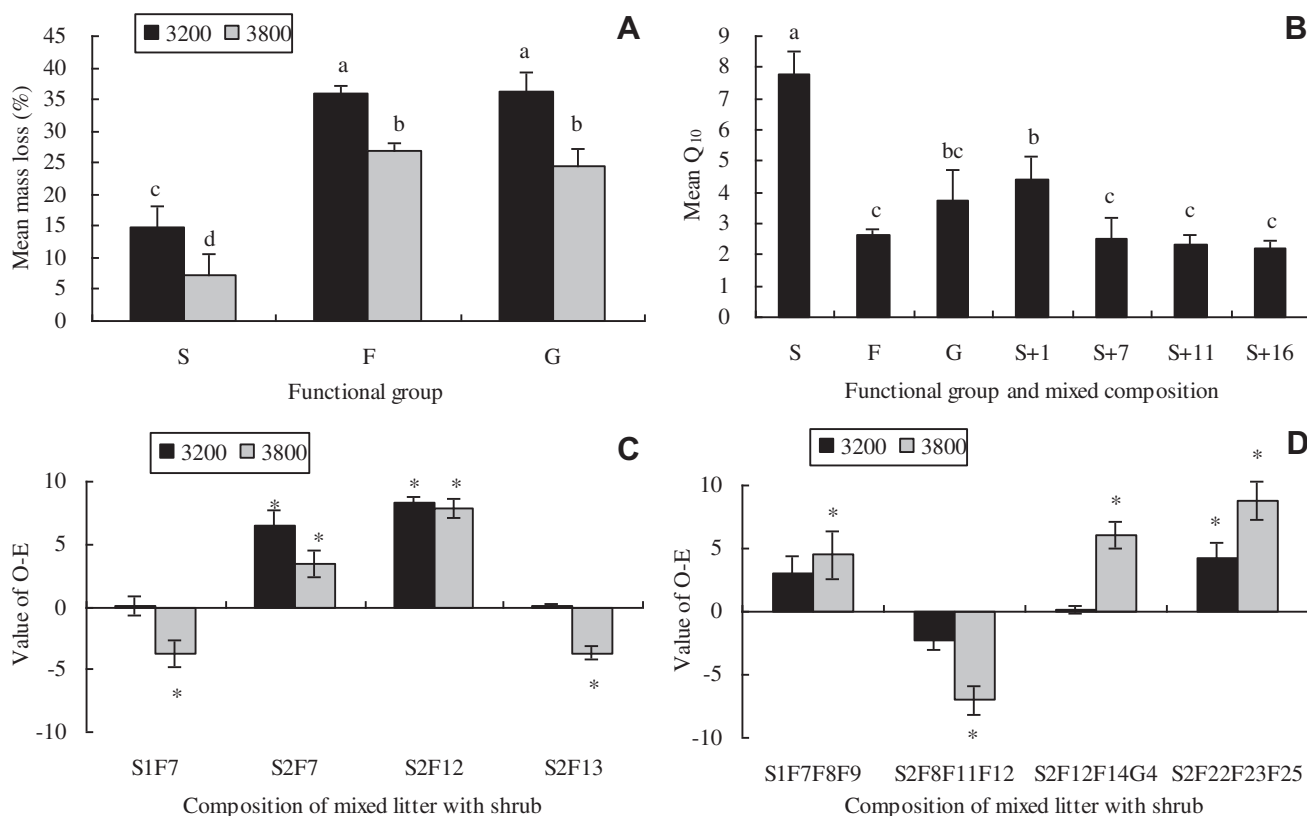 A
3200 3800
45
40
35
30
25
20
15
10
5
0
Mean mass loss (%)
c
d
a
b
a
b
S F G
Functional group
B
9
8
7
6
5
4
3
2
1
0
Mean Q10
a
c
bc
b
c
c
c
S F G S+1 S+7 S+11 S+16
Functional group and mixed composition
C
3200 3800
10
5
0
-5
-10
Value of O-E
*
*
*
*
*
*
S1F7 S2F7 S2F12 S2F13
Composition of mixed litter with shrub
D
3200 3800
10
5
0
-5
-10
Value of O-E
*
*
*
*
*
S1F7F8F9 S2F8F11F12 S2F12F14G4 S2F22F23F25
Composition of mixed litter with shrub